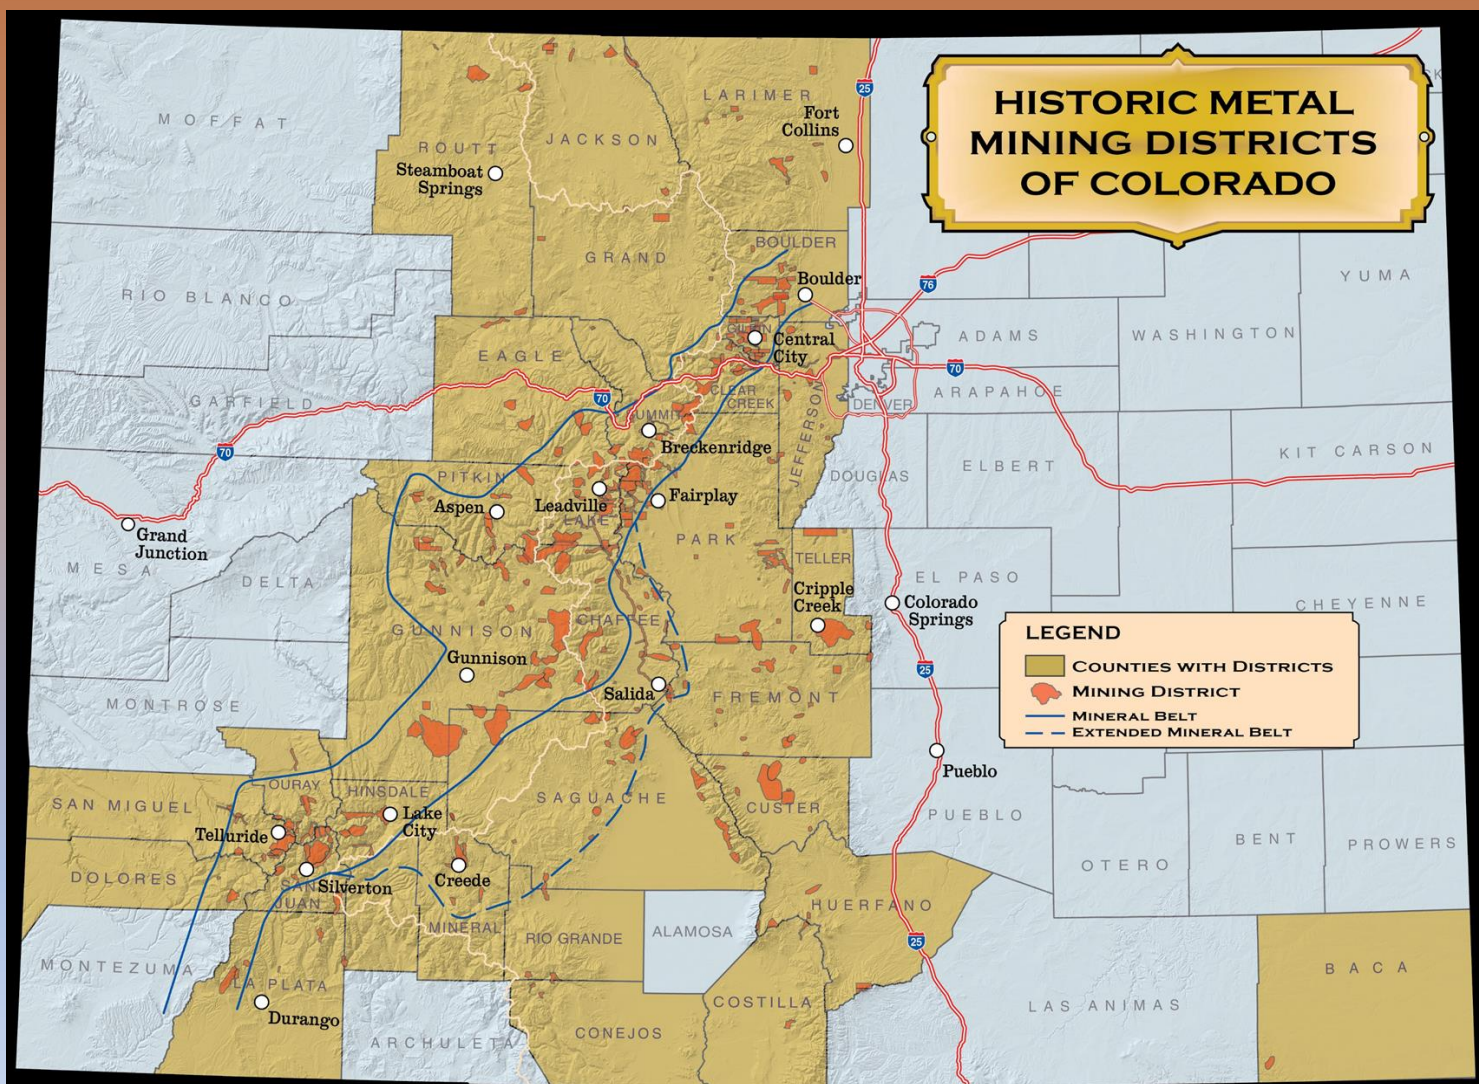 HISTORIC METAL
MINING DISTRICTS
OF COLORADO
MOFFAT
ROUTT
JACKSON
LARIMER
Fort
Collins
25
Steamboat
Springs
BOULDER
GRAND
RIO BLANCO
Boulder
76
YUMA
Central
City
ADAMS
WASHINGTON
EAGLE
70
ARAPAHOE
GARFIELD
70
CLEAR
CREEK
DENVER
SUMMIT
Breckenridge
JEFFERSON
70
KIT CARSON
ELBERT
DOUGLAS
PITKIN
Aspen
Leadville
LAKE
Fairplay
Grand
Junction
MESA
PARK
TELLER
DELTA
EL PASO
Cripple
Creek
Colorado
Springs
CHEYENNE
GUNNISON
CHAFFEE
Gunnison
25
LEGEND
COUNTIES WITH DISTRICTS
MINING DISTRICT
MINERAL BELT
EXTENDED MINERAL BELT
MONTROSE
Salida
FREMONT
Pueblo
OURAY
HINSDALE
SAN MIGUEL
SAGUACHE
CUSTER
PUEBLO
Lake
City
Telluride
BENT
PROWERS
OTERO
DOLORES
Silverton
Creede
SAN
JUAN
HUERFANO
MINERAL
RIO GRANDE
ALAMOSA
25
MONTEZUMA
LA PLATA
BACA
Durango
COSTILLA
LAS ANIMAS
CONEJOS
ARCHULETA